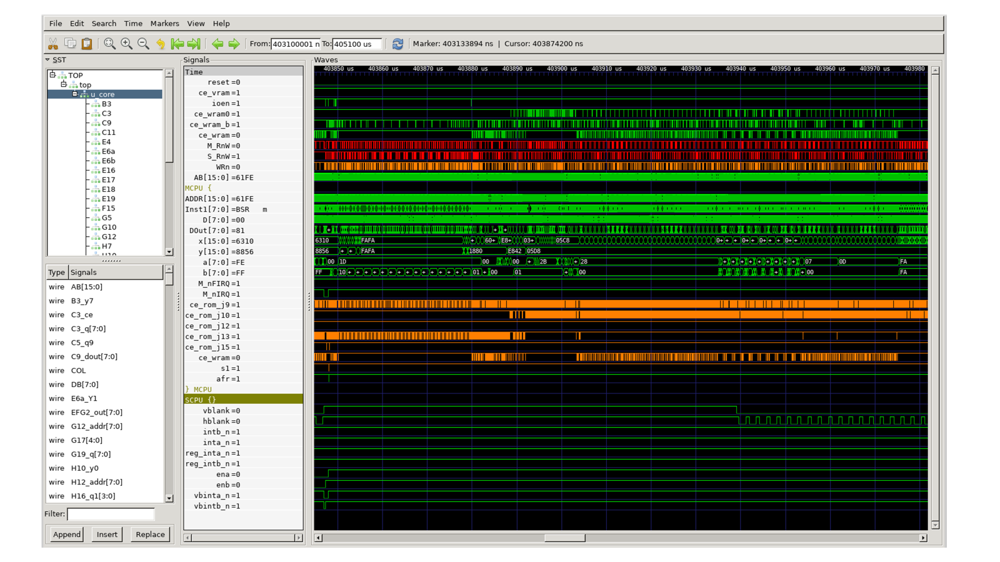 File Edit Search Time Markers View Help
From: 403100001 n To: 405100 us Marker: 403133894 ns | Cursor: 403874200 ns
SST
TOP
top
u_core
B3
C3
C9
C11
E4
E6a
E6b
E16
E17
E18
E19
F15
G5
G10
G12
H7
Type Signals
wire AB[15:0]
wire B3_y7
wire C3_ce
wire C3_q[7:0]
wire C5_q9
wire C9_dout[7:0]
wire COL
wire DB[7:0]
wire E6a_Y1
wire EFG2_out[7:0]
wire G12_addr[7:0]
wire G17[4:0]
wire G19_q[7:0]
wire H10_y0
wire H12_addr[7:0]
wire H16_q1[3:0]
Filter:
Append Insert Replace
Signals
Time
reset=0
ce_vram=1
ioen=1
ce_wram0=1
ce_wram_b=1
ce_wram=0
M_RnW=0
S_RnW=1
WRn=0
AB[15:0]=61FE
MCPU {
ADDR[15:0]=61FE
Inst1[7:0]=BSR m
D[7:0]=00
DOut[7:0]=81
x[15:0]=6310
y[15:0]=8856
a[7:0]=FE
b[7:0]=FF
M_nFIRQ=1
M_nIRQ=1
ce_rom_j9=1
ce_rom_j10=1
ce_rom_j12=1
ce_rom_j13=1
ce_rom_j15=1
ce_wram=0
s1=1
afr=1
} MCPU
SCPU {}
vblank=0
hblank=0
intb_n=1
inta_n=1
reg_inta_n=1
reg_intb_n=1
ena=0
enb=0
vbinta_n=1
vbintb_n=1
Waves
403850 us 403860 us 403870 us 403880 us 403890 us 403900 us 403910 us 403920 us 403930 us 403940 us 403950 us 403960 us 403970 us 403980
+ + +
6310 FAFA + 60+ E8+ 03+ 05C8 0+ + + 0+ + 0+
8856 + + FAFA 1880 E842 05D8
00 1D 00 00 + 2B + 28 + + + + + + + + 07 0D FA
FF 10 + + + + + + + + + + + + + + 01 + 00 01 + 00 + + 00 FA